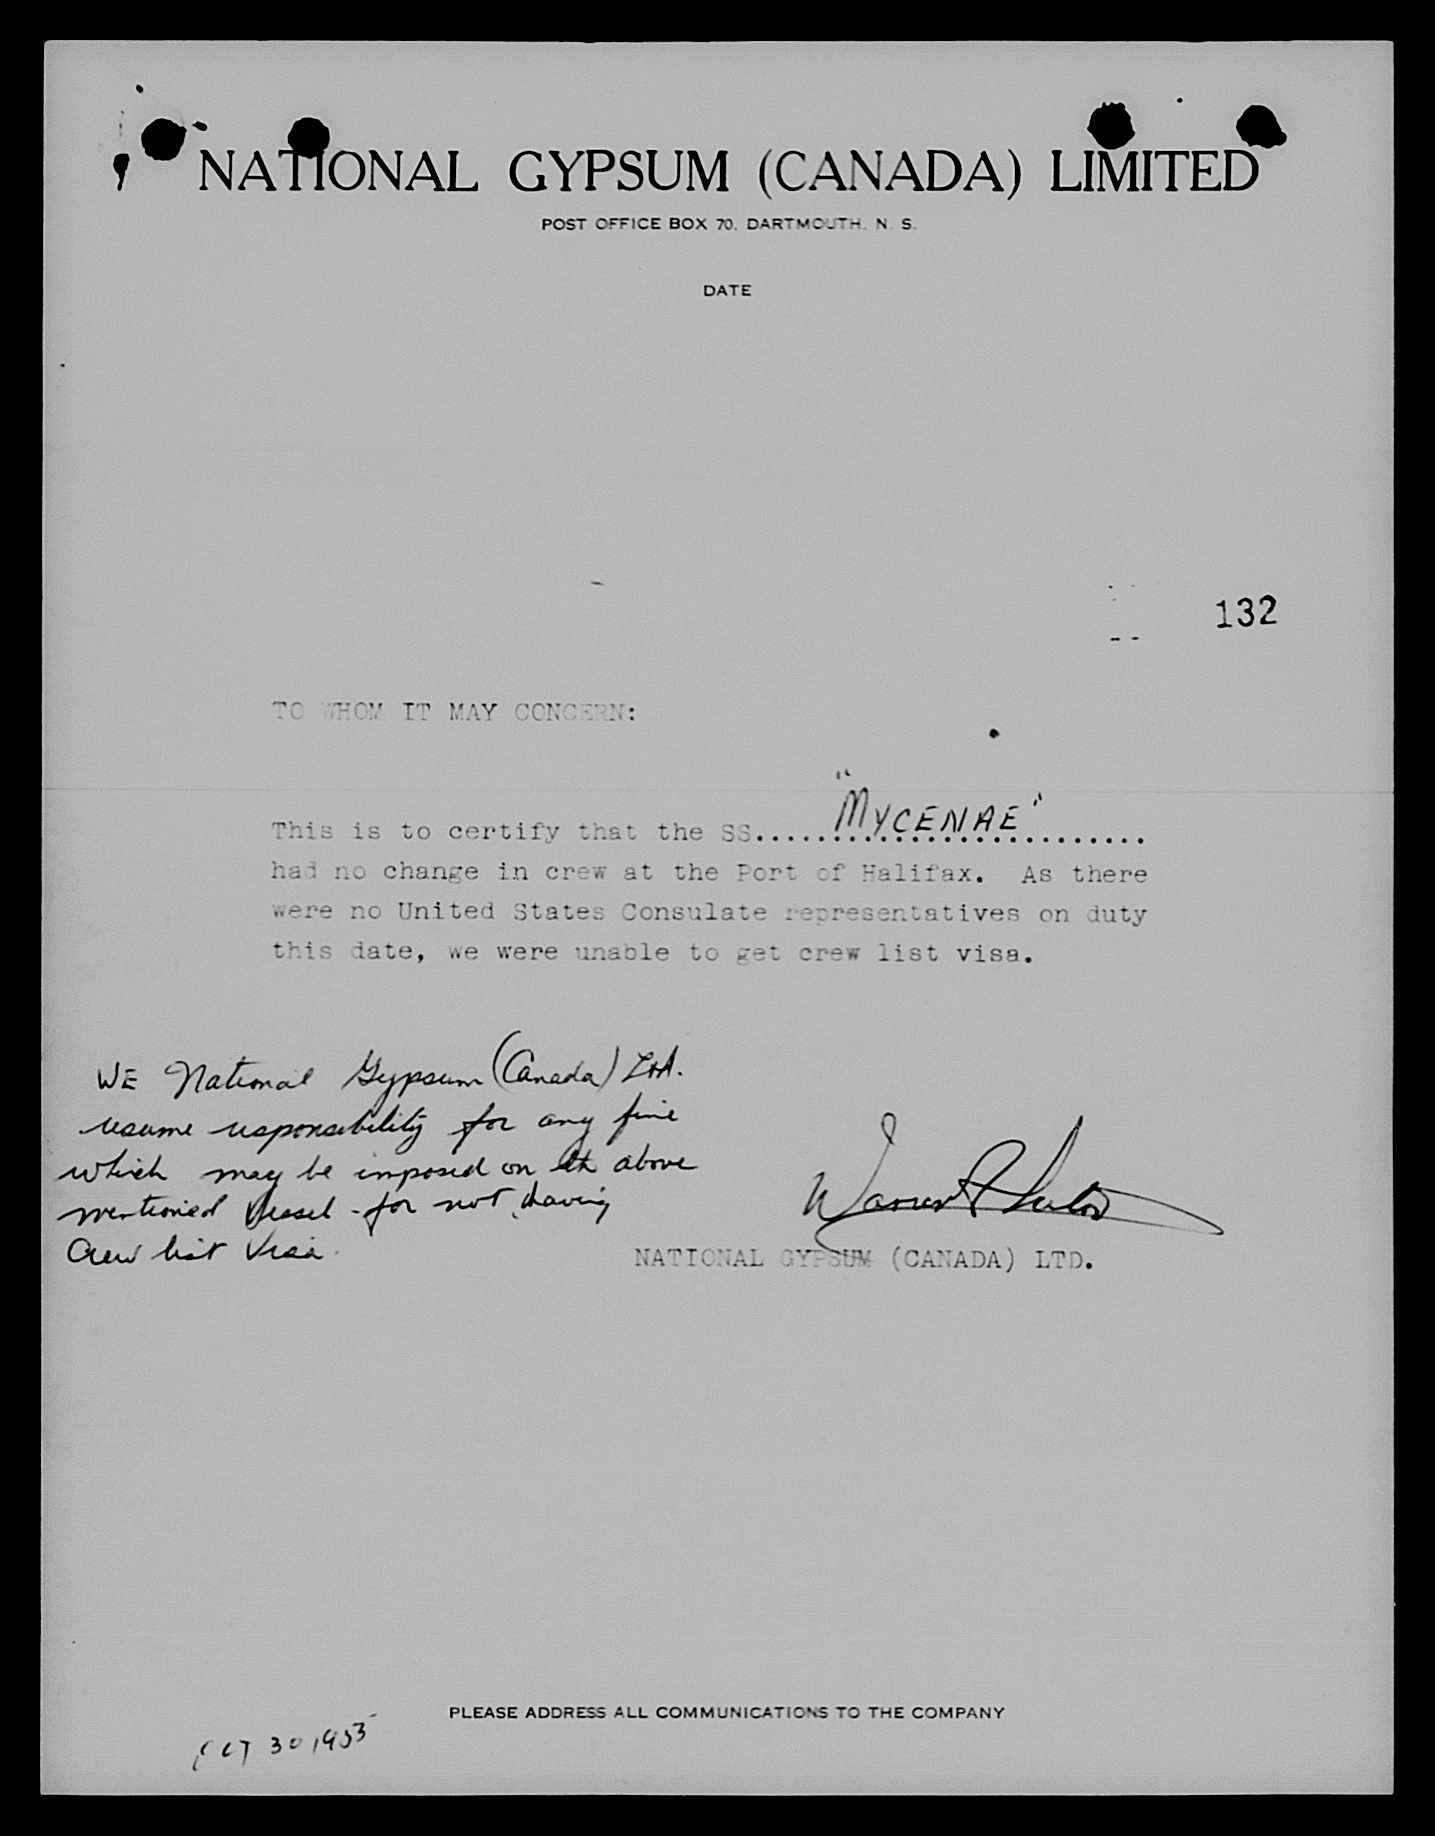 NATIONAL GYPSUM (CANADA) LIMITED
POST OFFICE BOX 70, DARTMOUTH, N. S.
DATE
132
TO WHOM IT MAY CONCERN:
This is to certify that the SS....."MYCENAE"..........
had no change in crew at the Port of Halifax. As there
were no United States Consulate representatives on duty
this date, we were unable to get crew list visa.
WE National Gypsum (Canada) Ltd.
resume responsibility for any fine
which may be imposed on th above
mentioned Vessel - for not having
Crew list Visa.
Warren
NATIONAL GYPSUM (CANADA) LTD.
PLEASE ADDRESS ALL COMMUNICATIONS TO THE COMPANY
OCT 30 1953